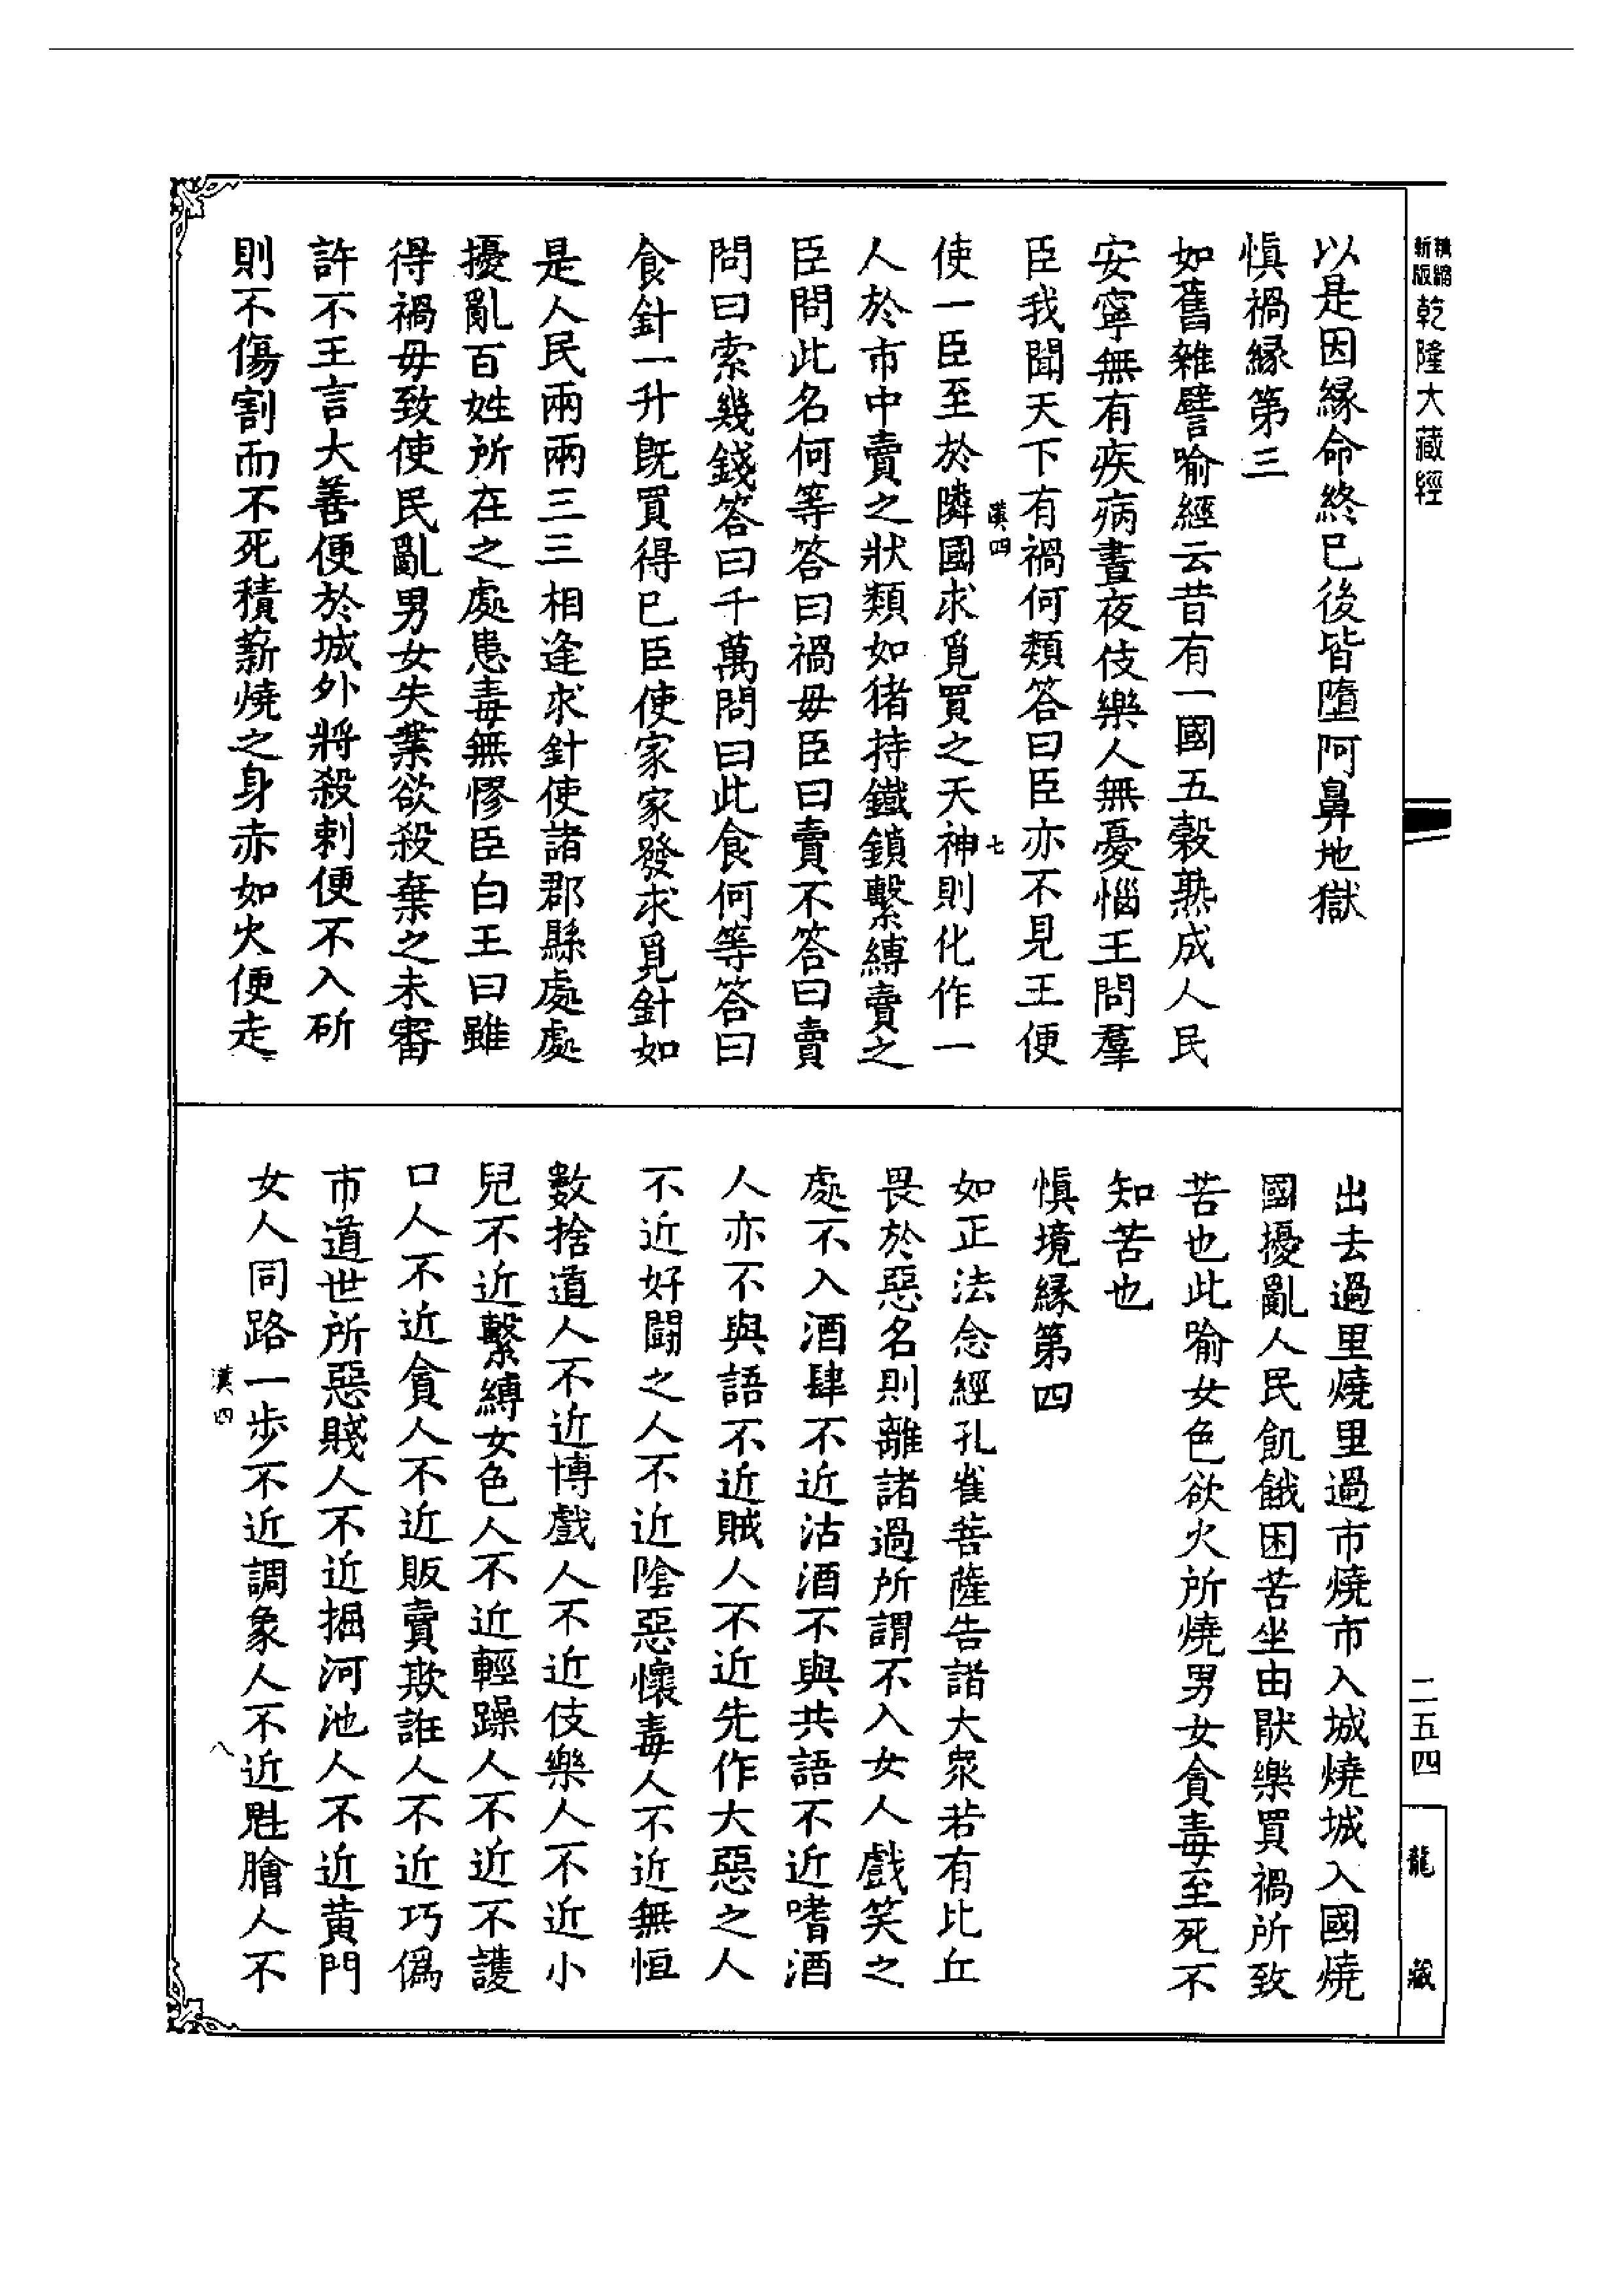 精縮新版乾隆大藏經
以是因緣命終已後皆墮阿鼻地獄
慎禍緣第三
如舊雜譬喻經云昔有一國五穀熟成人民
安寧無有疾病晝夜伎樂人無憂惱王問羣
臣我聞天下有禍何類答曰臣亦不見王便
漢四 七
使一臣至於隣國求覓買之天神則化作一
人於市中賣之狀類如猪持鐵鎖繫縛賣之
臣問此名何等答曰禍母臣曰賣不答曰賣
問曰索幾錢答曰千萬問曰此食何等答曰
食針一升旣買得已臣使家家發求覓針如
是人民兩兩三三相逢求針使諸郡縣處處
擾亂百姓所在之處患毒無憀臣白王曰雖
得禍毋致使民亂男女失業欲殺棄之未審
許不王言大善便於城外將殺刺便不入斫
則不傷割而不死積薪燒之身赤如火便走
出去過里燒里過市燒市入城燒城入國燒
國擾亂人民飢餓困苦坐由厭樂買禍所致
苦也此喻女色欲火所燒男女貪毒至死不
知苦也
慎境緣第四
如正法念經孔雀菩薩告諸大衆若有比丘
畏於惡名則離諸過所謂不入女人戲笑之
處不入酒肆不近沽酒不與共語不近嗜酒
人亦不與語不近賊人不近先作大惡之人
不近好鬪之人不近陰惡懷毒人不近無恒
數捨道人不近博戲人不近伎樂人不近小
兒不近繫縛女色人不近輕躁人不近不護
口人不近貪人不近販賣欺誑人不近巧僞
市道世所惡賤人不近掘河池人不近黄門
女人同路一步不近調象人不近魁膾人不
漢四 八
二五四
龍藏